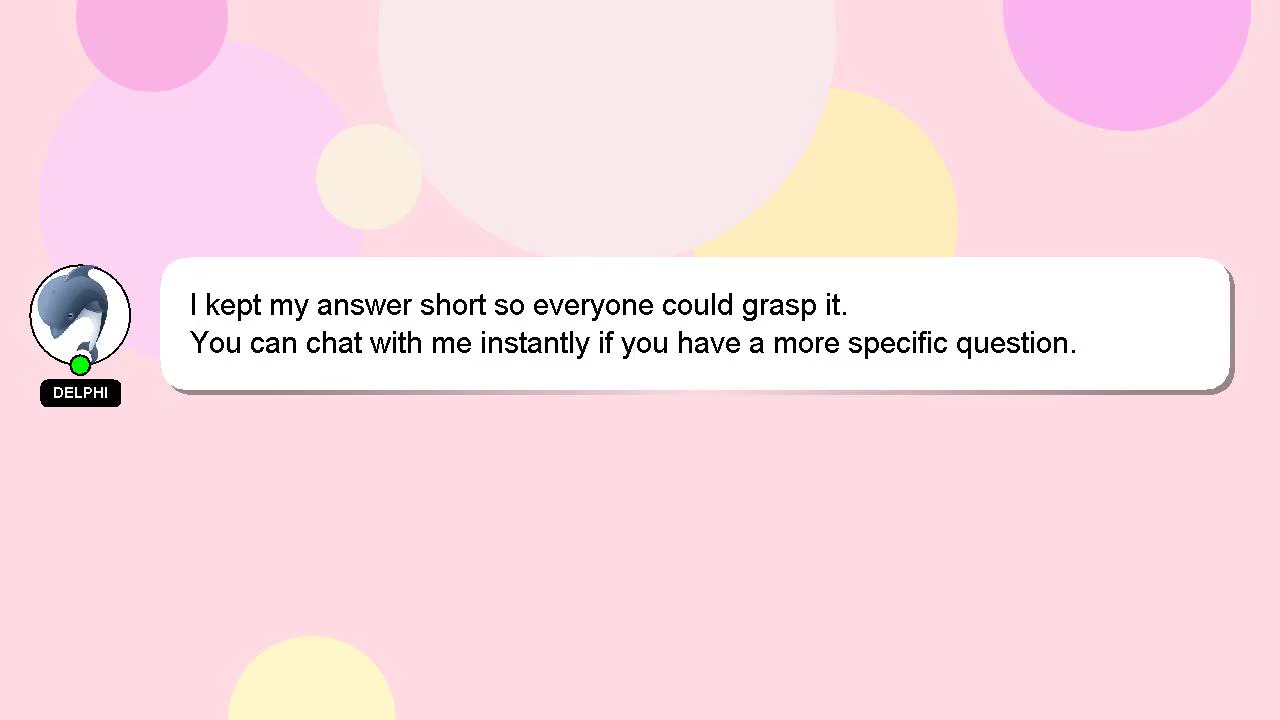 I kept my answer short so everyone could grasp it.
You can chat with me instantly if you have a more specific question.
DELPHI